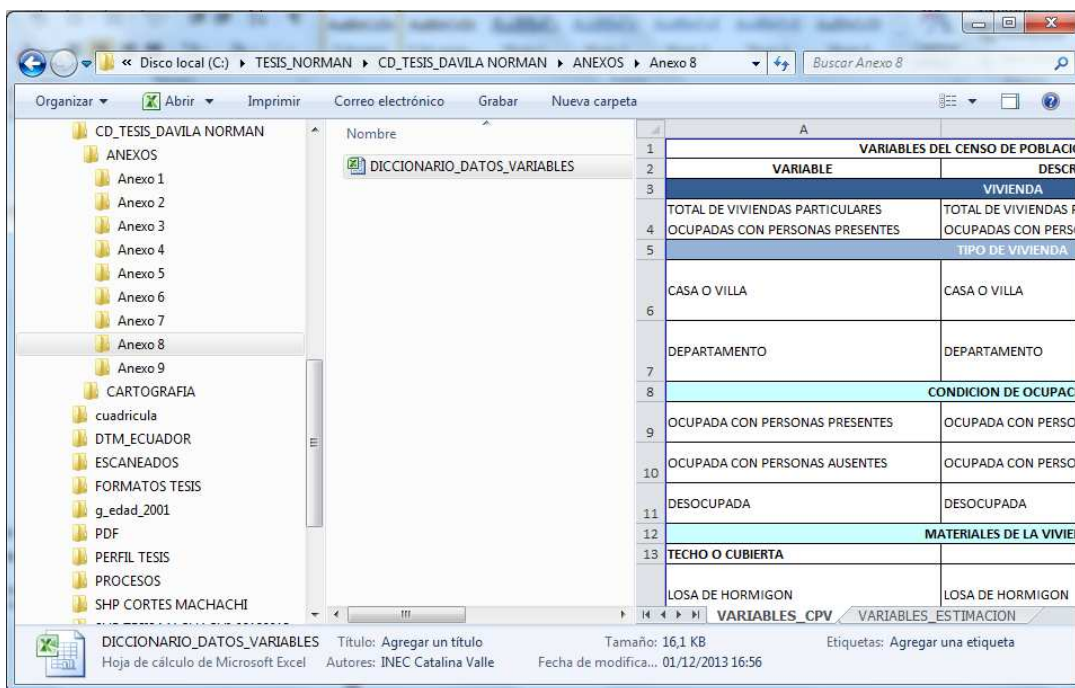 « Disco local (C:) ▸ TESIS_NORMAN ▸ CD_TESIS_DAVILA NORMAN ▸ ANEXOS ▸ Anexo 8
Buscar Anexo 8
Organizar Abrir Imprimir Correo electrónico Grabar Nueva carpeta
CD_TESIS_DAVILA NORMAN
ANEXOS
Anexo 1
Anexo 2
Anexo 3
Anexo 4
Anexo 5
Anexo 6
Anexo 7
Anexo 8
Anexo 9
CARTOGRAFIA
cuadricula
DTM_ECUADOR
ESCANEADOS
FORMATOS TESIS
g_edad_2001
PDF
PERFIL TESIS
PROCESOS
SHP CORTES MACHACHI
Nombre
DICCIONARIO_DATOS_VARIABLES
A
1 VARIABLES DEL CENSO DE POBLACIÓ
2 VARIABLE DESCR
3 VIVIENDA
TOTAL DE VIVIENDAS PARTICULARES TOTAL DE VIVIENDAS P
4 OCUPADAS CON PERSONAS PRESENTES OCUPADAS CON PERSO
5 TIPO DE VIVIENDA
6 CASA O VILLA CASA O VILLA
7 DEPARTAMENTO DEPARTAMENTO
8 CONDICION DE OCUPAC
9 OCUPADA CON PERSONAS PRESENTES OCUPADA CON PERSO
10 OCUPADA CON PERSONAS AUSENTES OCUPADA CON PERSO
11 DESOCUPADA DESOCUPADA
12 MATERIALES DE LA VIVIE
13 TECHO O CUBIERTA
LOSA DE HORMIGON LOSA DE HORMIGON
VARIABLES_CPV VARIABLES_ESTIMACION
DICCIONARIO_DATOS_VARIABLES Título: Agregar un título Tamaño: 16,1 KB Etiquetas: Agregar una etiqueta
Hoja de cálculo de Microsoft Excel Autores: INEC Catalina Valle Fecha de modifica... 01/12/2013 16:56